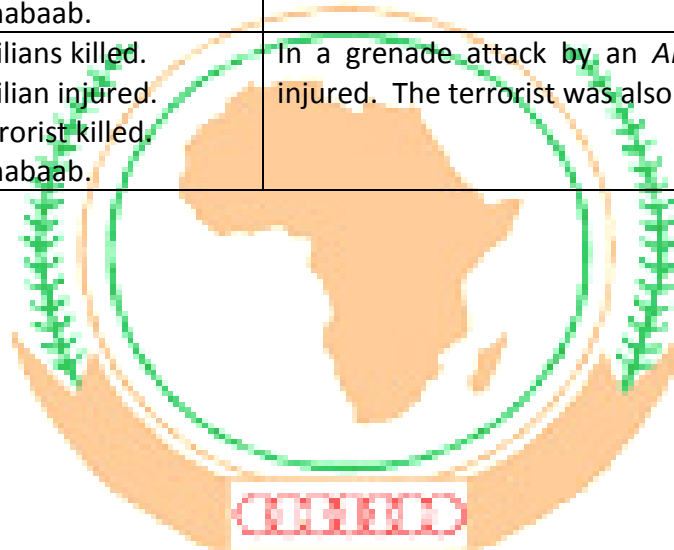 abaab.
ilians killed. In a grenade attack by an Al
ilian injured. injured. The terrorist was also
rorist killed.
abaab.